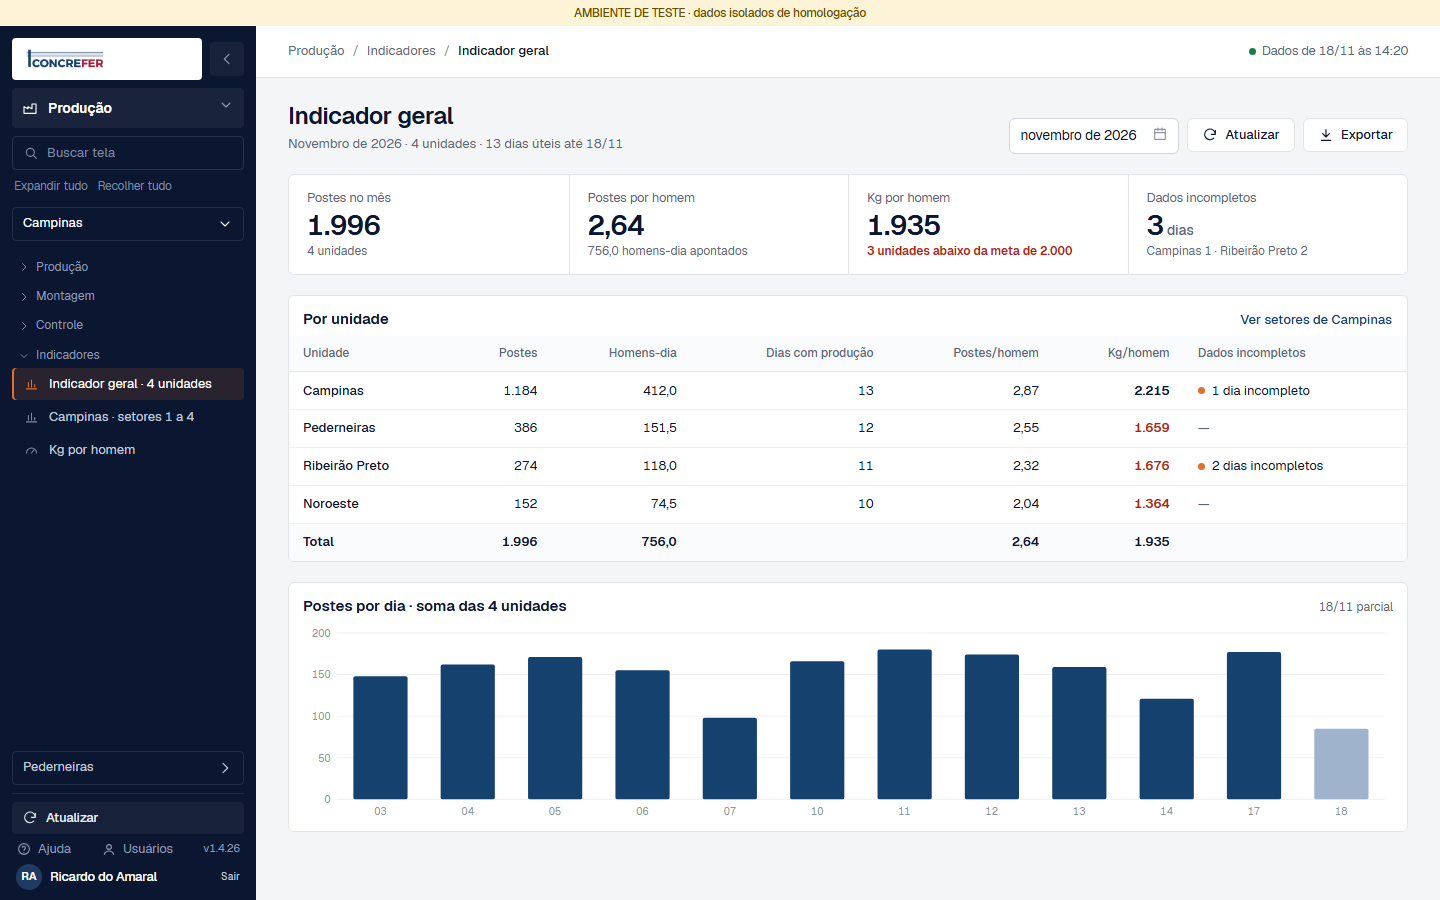 AMBIENTE DE TESTE · dados isolados de homologação
CONCREFER
Produção
Buscar tela
Expandir tudo Recolher tudo
Campinas
Produção
Montagem
Controle
Indicadores
Indicador geral · 4 unidades
Campinas · setores 1 a 4
Kg por homem
Pederneiras
Atualizar
Ajuda Usuários v1.4.26
RA Ricardo do Amaral Sair
Produção / Indicadores / Indicador geral
Dados de 18/11 às 14:20
Indicador geral
Novembro de 2026 · 4 unidades · 13 dias úteis até 18/11
novembro de 2026 Atualizar Exportar
Postes no mês
1.996
4 unidades
Postes por homem
2,64
756,0 homens-dia apontados
Kg por homem
1.935
3 unidades abaixo da meta de 2.000
Dados incompletos
3 dias
Campinas 1 · Ribeirão Preto 2
Por unidade Ver setores de Campinas
Unidade Postes Homens-dia Dias com produção Postes/homem Kg/homem Dados incompletos
Campinas 1.184 412,0 13 2,87 2.215 1 dia incompleto
Pederneiras 386 151,5 12 2,55 1.659 —
Ribeirão Preto 274 118,0 11 2,32 1.676 2 dias incompletos
Noroeste 152 74,5 10 2,04 1.364 —
Total 1.996 756,0 2,64 1.935
Postes por dia · soma das 4 unidades 18/11 parcial
200
150
100
50
0
03 04 05 06 07 10 11 12 13 14 17 18